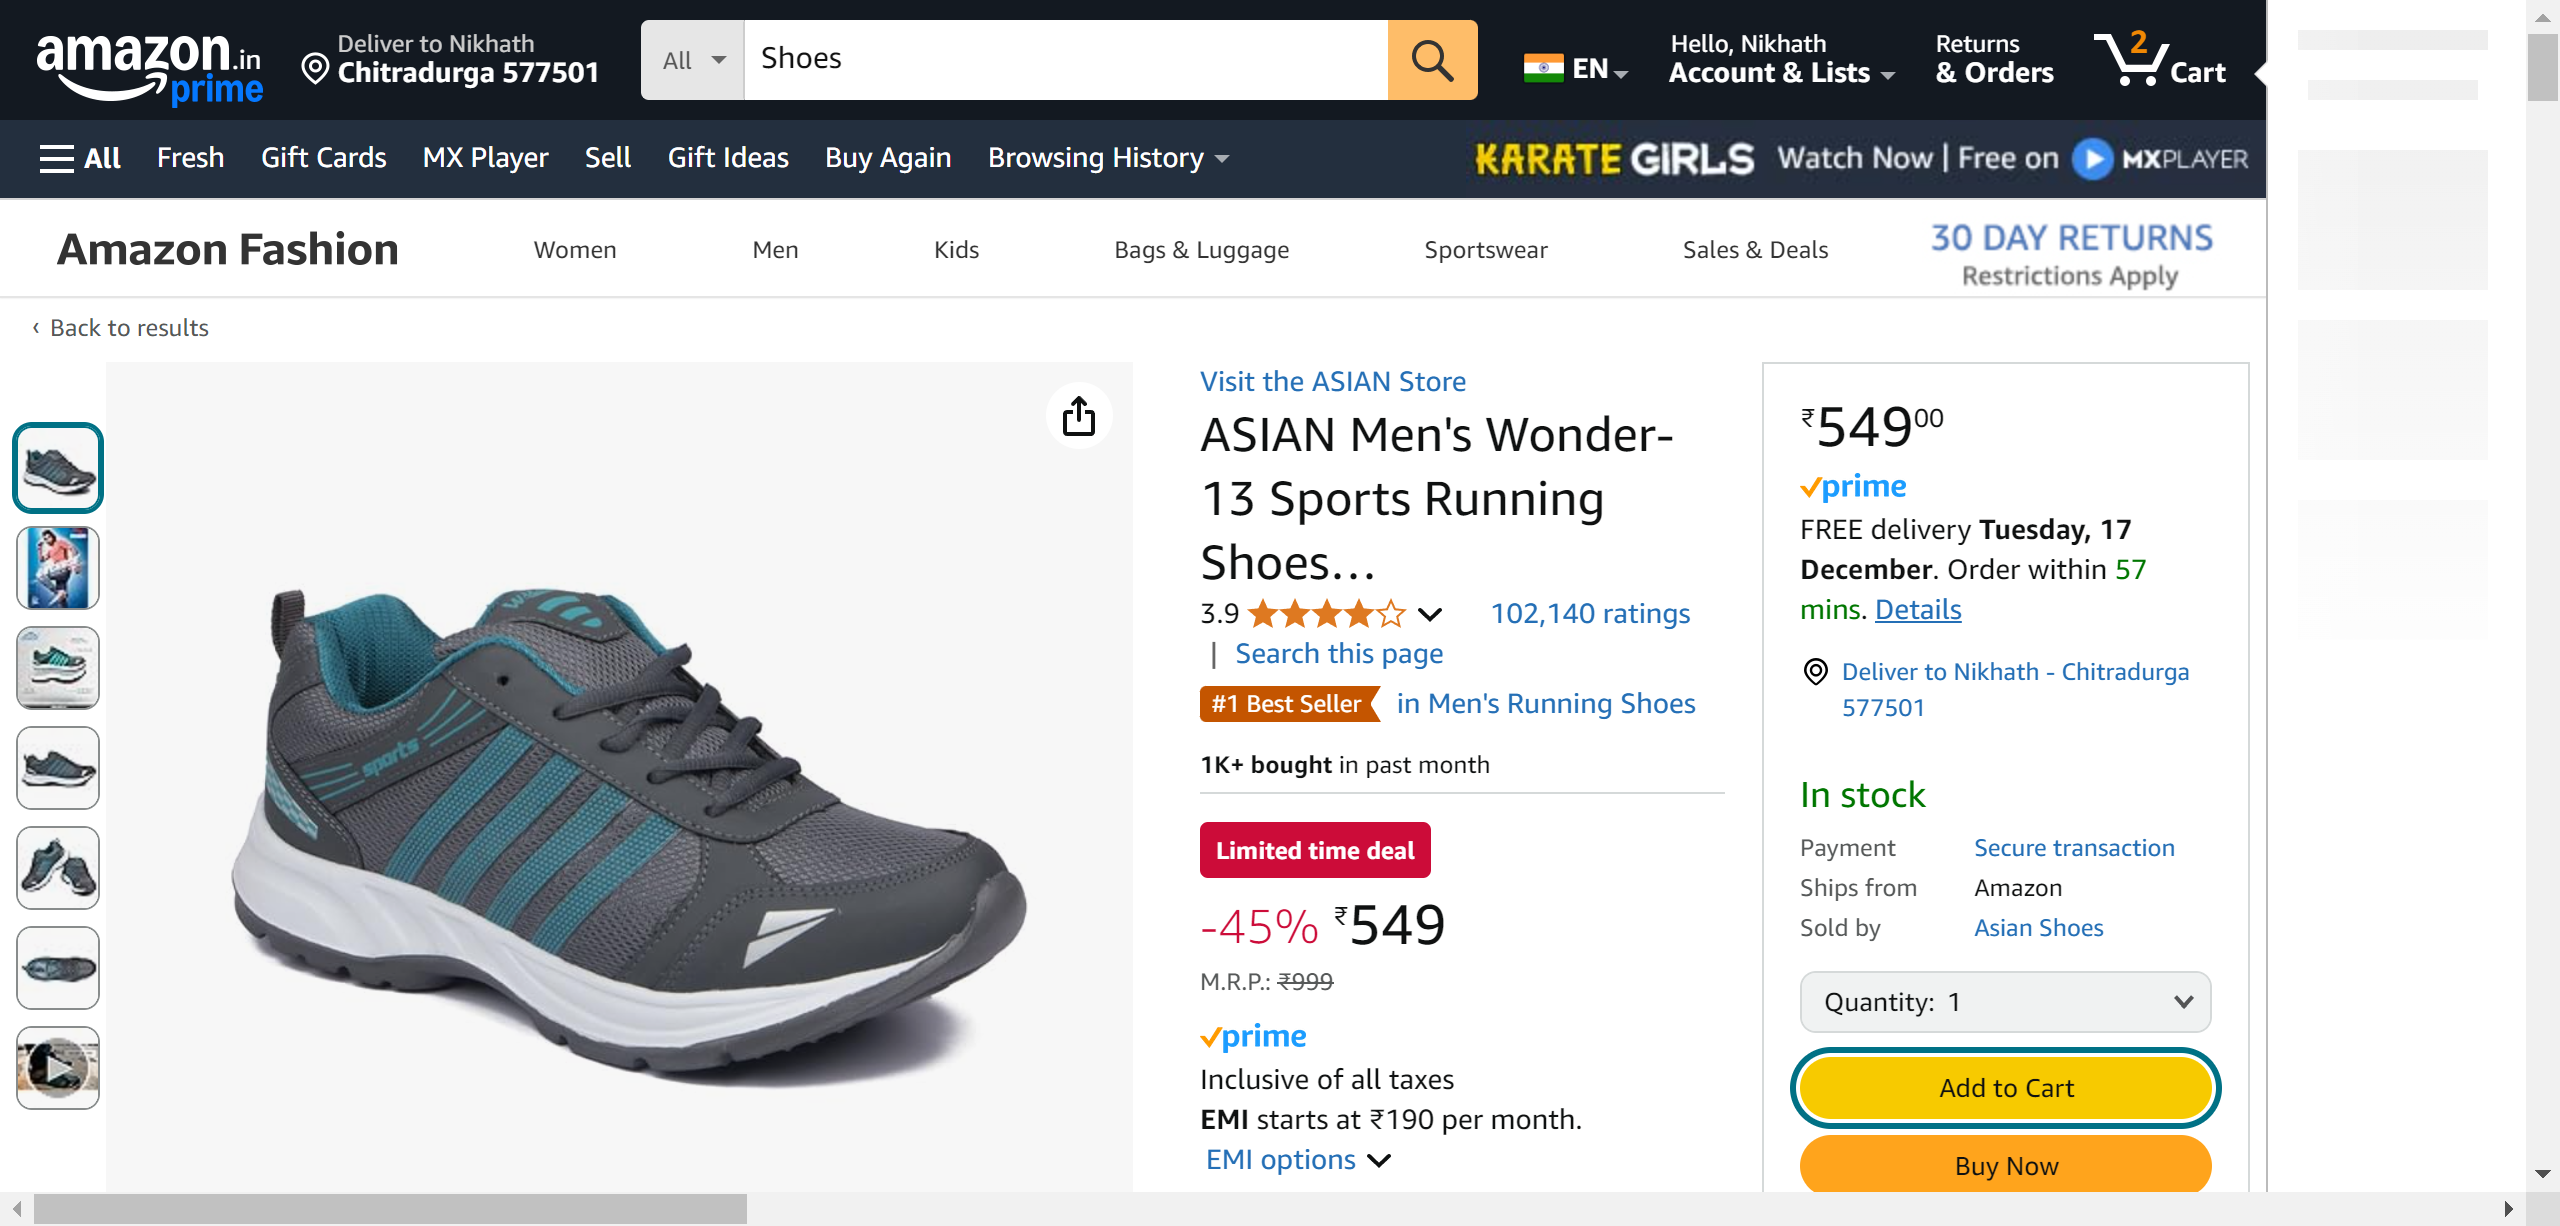 amazon.in
prime
Deliver to Nikhath
Chitradurga 577501
All
Shoes
EN
Hello, Nikhath
Account & Lists
Returns
& Orders
2
Cart
All
Fresh
Gift Cards
MX Player
Sell
Gift Ideas
Buy Again
Browsing History
KARATE GIRLS Watch Now | Free on MXPLAYER
Amazon Fashion
Women
Men
Kids
Bags & Luggage
Sportswear
Sales & Deals
30 DAY RETURNS
Restrictions Apply
‹ Back to results
sports
Visit the ASIAN Store
ASIAN Men's Wonder-
13 Sports Running
Shoes...
3.9
102,140 ratings
| Search this page
#1 Best Seller in Men's Running Shoes
1K+ bought in past month
Limited time deal
-45% ₹549
M.R.P.: ₹999
prime
Inclusive of all taxes
EMI starts at ₹190 per month.
EMI options
₹54900
prime
FREE delivery Tuesday, 17
December. Order within 57
mins. Details
Deliver to Nikhath - Chitradurga
577501
In stock
Payment Secure transaction
Ships from Amazon
Sold by Asian Shoes
Quantity: 1
Add to Cart
Buy Now